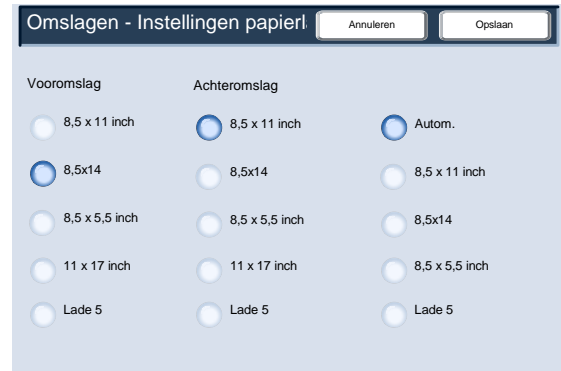 Omslagen - Instellingen papierl
Annuleren
Opslaan
Vooromslag
Achteromslag
8,5 x 11 inch
8,5 x 11 inch
Autom.
8,5x14
8,5x14
8,5 x 11 inch
8,5 x 5,5 inch
8,5 x 5,5 inch
8,5x14
11 x 17 inch
11 x 17 inch
8,5 x 5,5 inch
Lade 5
Lade 5
Lade 5